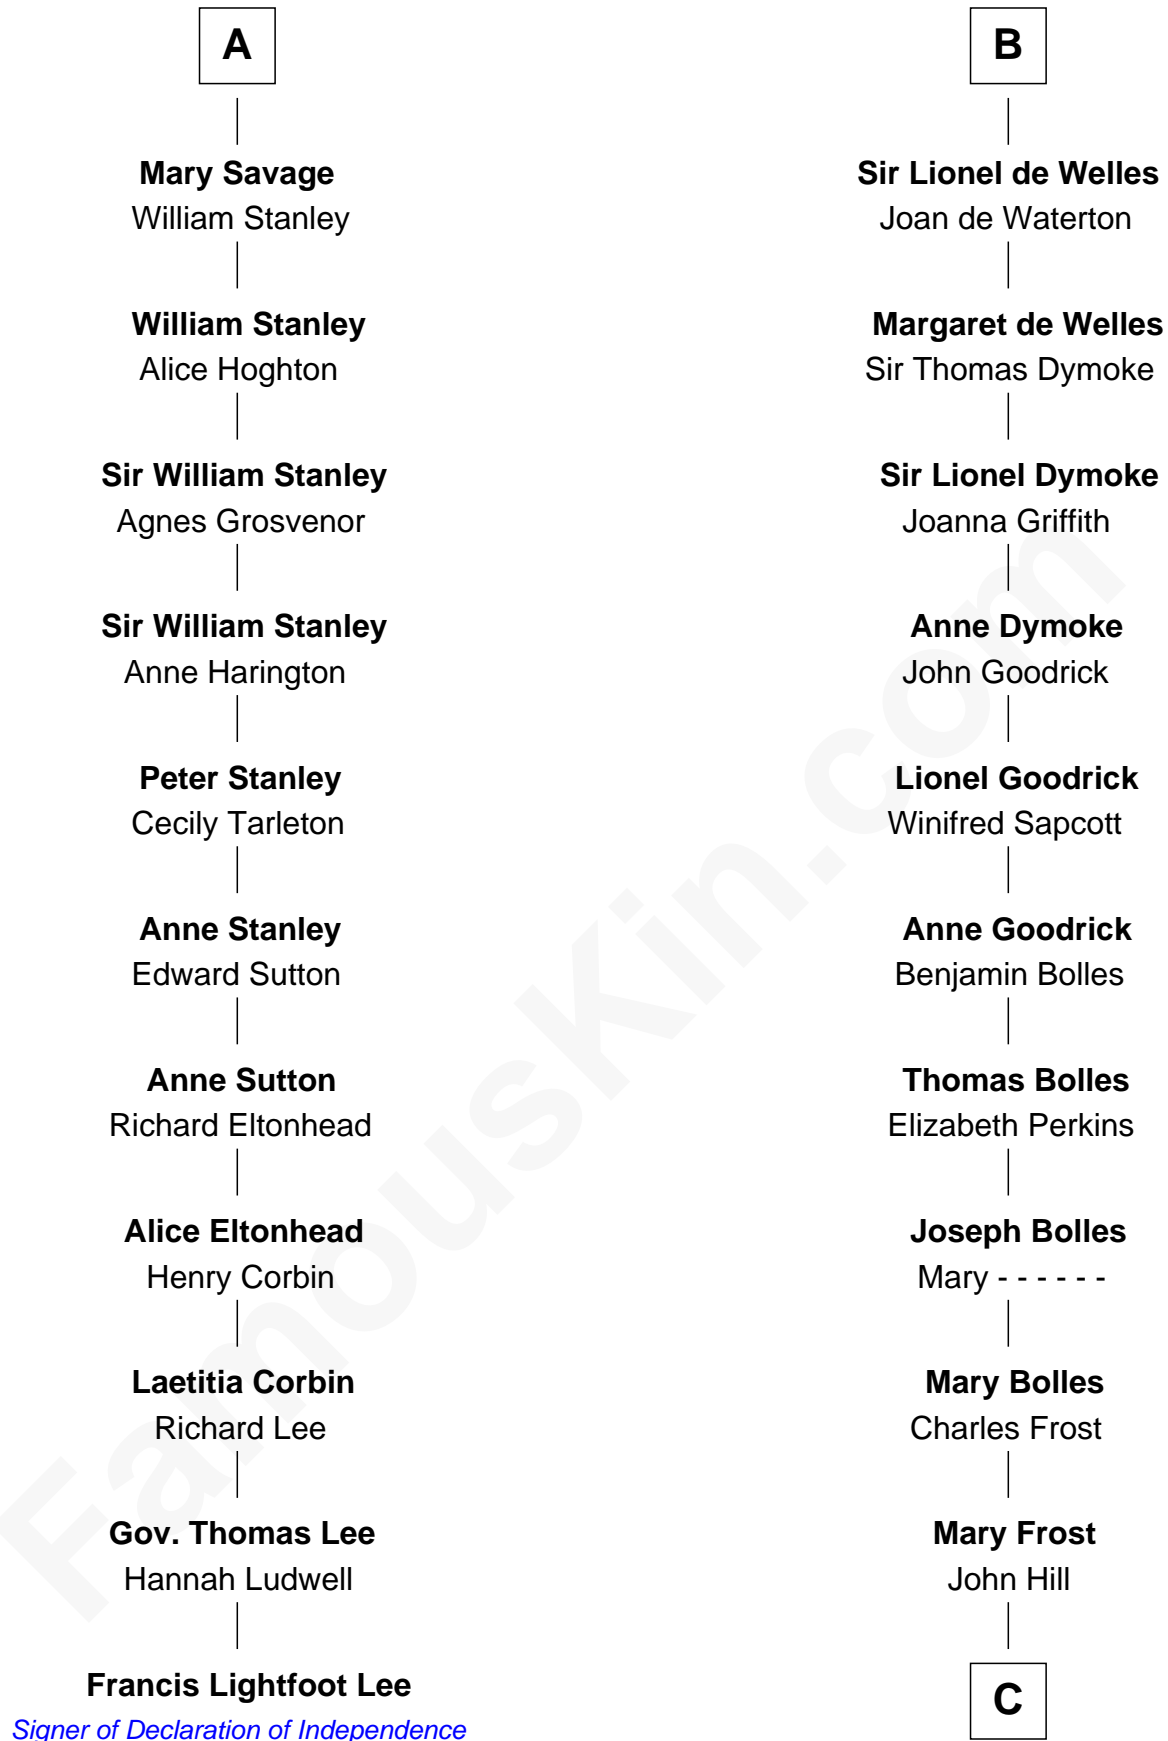 A
Mary Savage
William Stanley
William Stanley
Alice Hoghton
Sir William Stanley
Agnes Grosvenor
Sir William Stanley
Anne Harington
Peter Stanley
Cecily Tarleton
Anne Stanley
Edward Sutton
Anne Sutton
Richard Eltonhead
Alice Eltonhead
Henry Corbin
Laetitia Corbin
Richard Lee
Gov. Thomas Lee
Hannah Ludwell
Francis Lightfoot Lee
Signer of Declaration of Independence
B
Sir Lionel de Welles
Joan de Waterton
Margaret de Welles
Sir Thomas Dymoke
Sir Lionel Dymoke
Joanna Griffith
Anne Dymoke
John Goodrick
Lionel Goodrick
Winifred Sapcott
Anne Goodrick
Benjamin Bolles
Thomas Bolles
Elizabeth Perkins
Joseph Bolles
Mary - - - - - -
Mary Bolles
Charles Frost
Mary Frost
John Hill
C
FamousKin.com